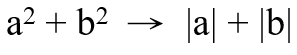 a² + b² → |a| + |b|